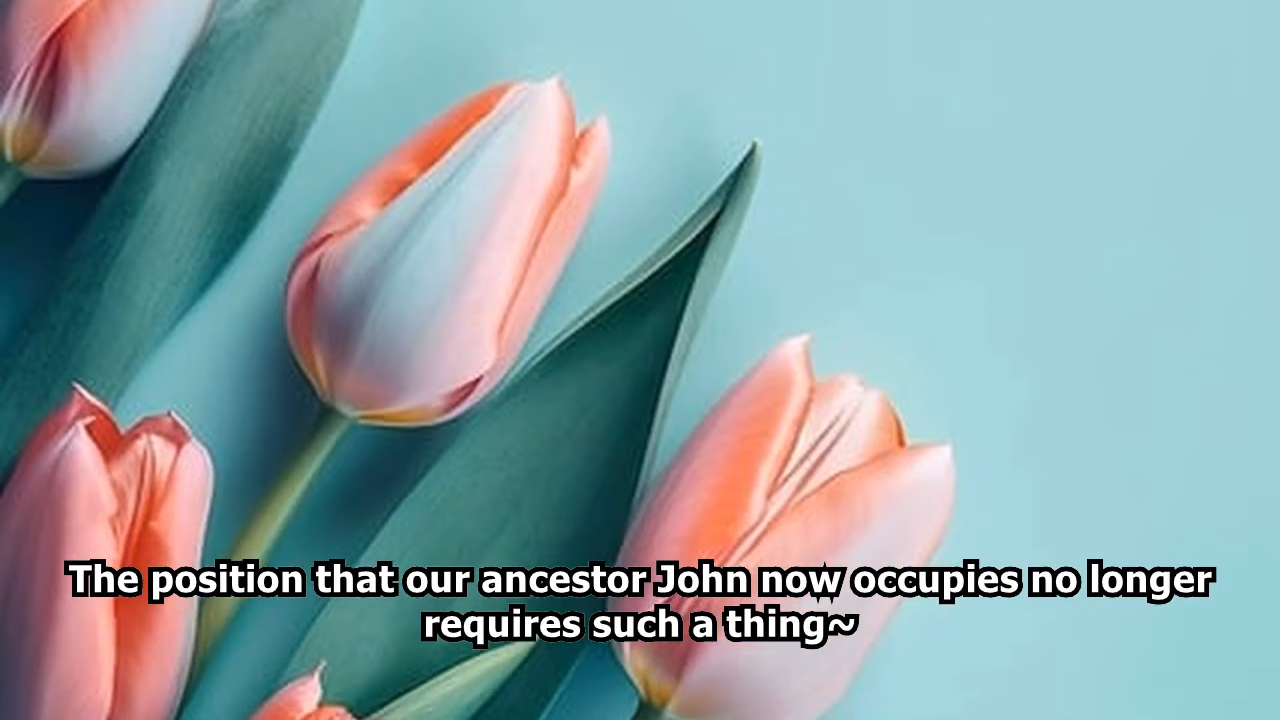 The position that our ancestor John now occupies no longer
requires such a thing~